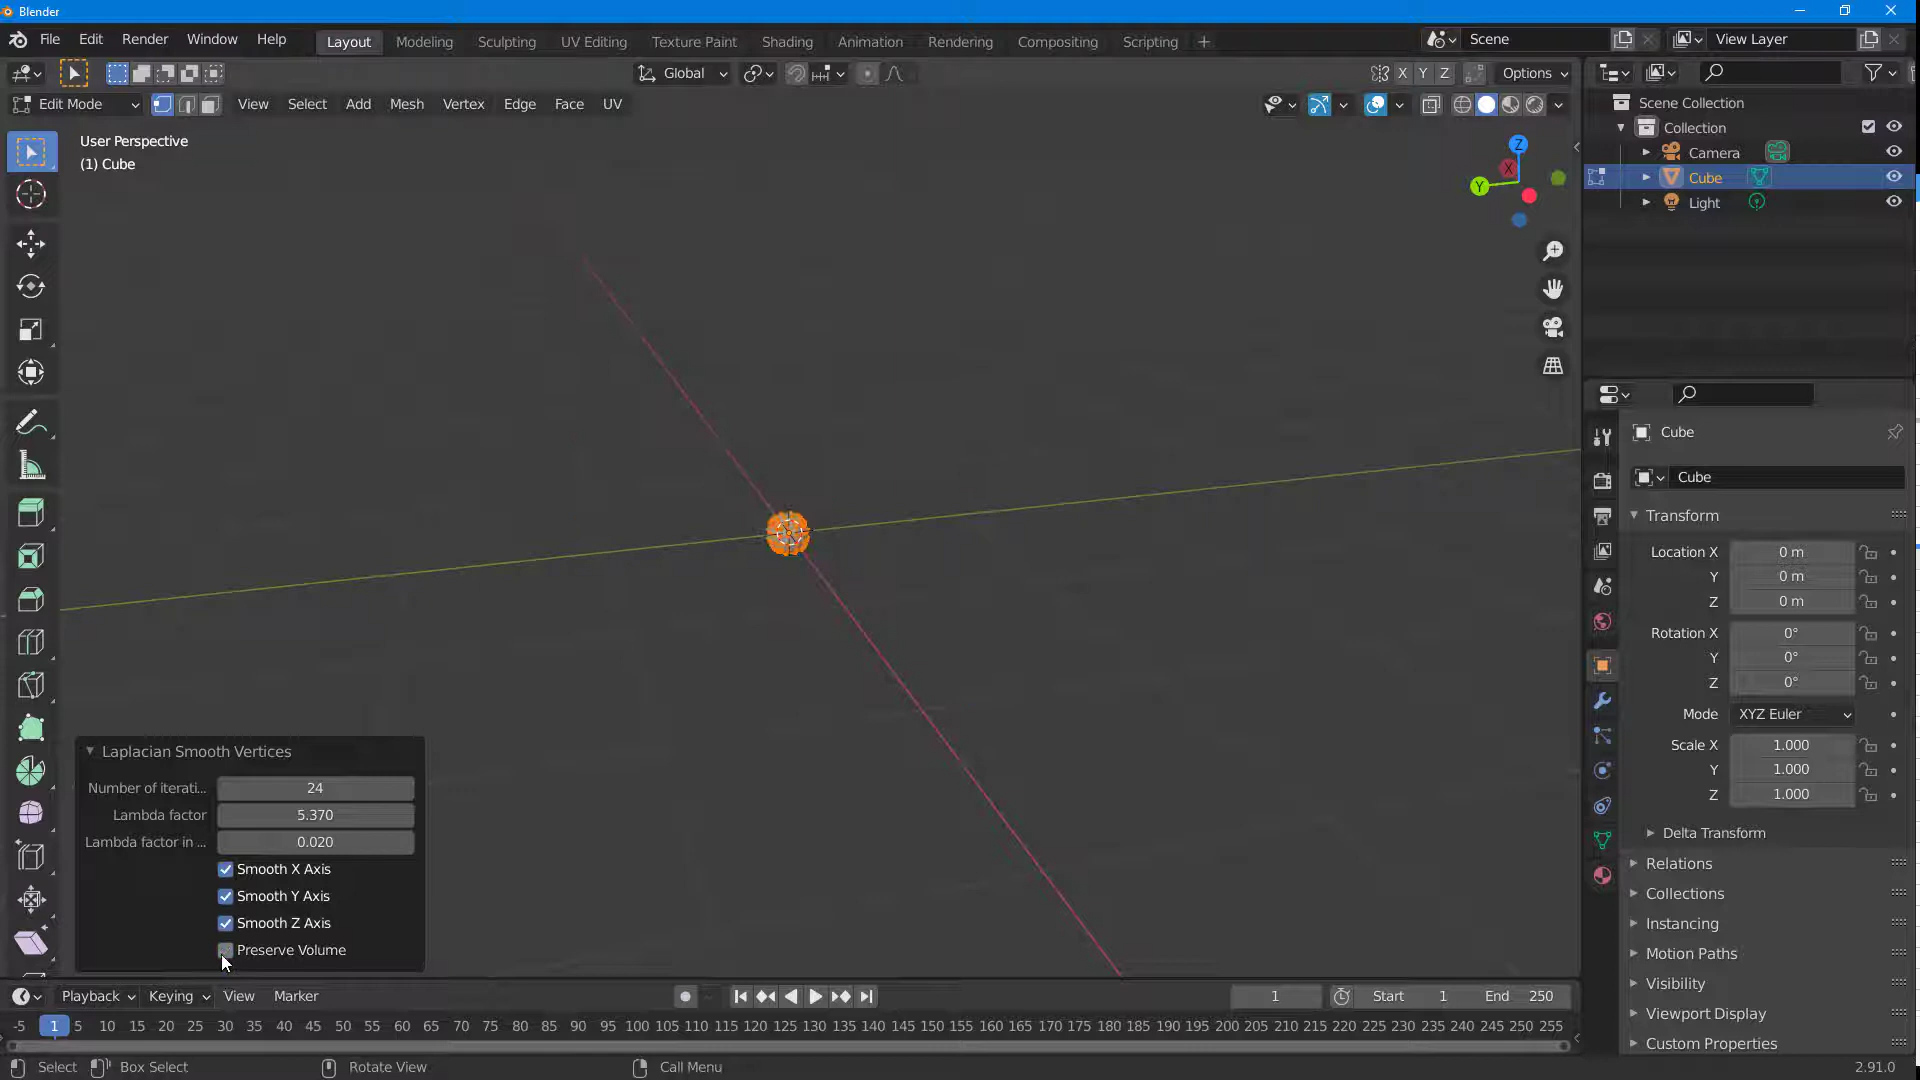 Blender
File Edit Render Window Help Layout Modeling Sculpting UV Editing Texture Paint Shading Animation Rendering Compositing Scripting + Scene View Layer
Global X Y Z Options
Edit Mode View Select Add Mesh Vertex Edge Face UV
User Perspective
(1) Cube
Z
X
Y
Scene Collection
Collection
Camera
Cube
Light
Cube
Cube
Transform
Location X 0 m
Y 0 m
Z 0 m
Rotation X 0°
Y 0°
Z 0°
Mode XYZ Euler
Scale X 1.000
Y 1.000
Z 1.000
Delta Transform
Relations
Collections
Instancing
Motion Paths
Visibility
Viewport Display
Custom Properties
Laplacian Smooth Vertices
Number of iterati... 24
Lambda factor 5.370
Lambda factor in ... 0.020
Smooth X Axis
Smooth Y Axis
Smooth Z Axis
Preserve Volume
Playback Keying View Marker 1 Start 1 End 250
-5 1 5 10 15 20 25 30 35 40 45 50 55 60 65 70 75 80 85 90 95 100 105 110 115 120 125 130 135 140 145 150 155 160 165 170 175 180 185 190 195 200 205 210 215 220 225 230 235 240 245 250 255
Select Box Select Rotate View Call Menu 2.91.0